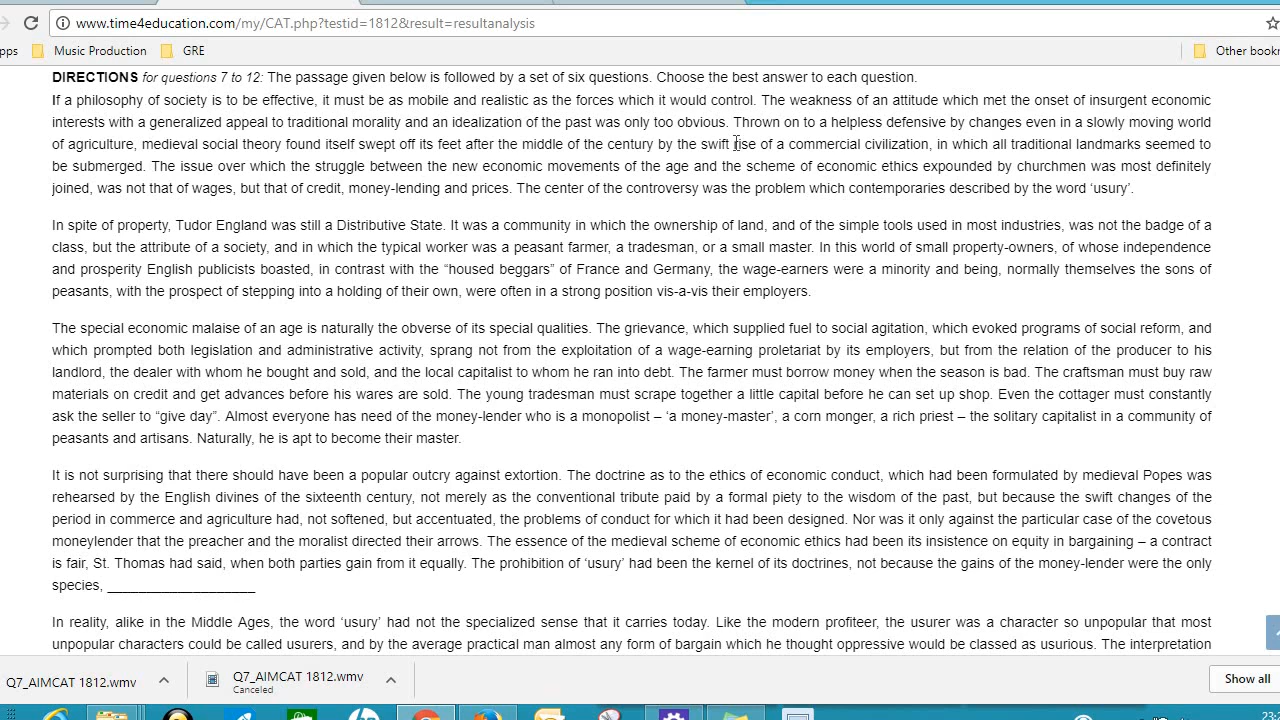 www.time4education.com/my/CAT.php?testid=1812&result=resultanalysis
pps Music Production GRE Other bookr
DIRECTIONS for questions 7 to 12: The passage given below is followed by a set of six questions. Choose the best answer to each question.
If a philosophy of society is to be effective, it must be as mobile and realistic as the forces which it would control. The weakness of an attitude which met the onset of insurgent economic
interests with a generalized appeal to traditional morality and an idealization of the past was only too obvious. Thrown on to a helpless defensive by changes even in a slowly moving world
of agriculture, medieval social theory found itself swept off its feet after the middle of the century by the swift rise of a commercial civilization, in which all traditional landmarks seemed to
be submerged. The issue over which the struggle between the new economic movements of the age and the scheme of economic ethics expounded by churchmen was most definitely
joined, was not that of wages, but that of credit, money-lending and prices. The center of the controversy was the problem which contemporaries described by the word ‘usury’.
In spite of property, Tudor England was still a Distributive State. It was a community in which the ownership of land, and of the simple tools used in most industries, was not the badge of a
class, but the attribute of a society, and in which the typical worker was a peasant farmer, a tradesman, or a small master. In this world of small property-owners, of whose independence
and prosperity English publicists boasted, in contrast with the “housed beggars” of France and Germany, the wage-earners were a minority and being, normally themselves the sons of
peasants, with the prospect of stepping into a holding of their own, were often in a strong position vis-a-vis their employers.
The special economic malaise of an age is naturally the obverse of its special qualities. The grievance, which supplied fuel to social agitation, which evoked programs of social reform, and
which prompted both legislation and administrative activity, sprang not from the exploitation of a wage-earning proletariat by its employers, but from the relation of the producer to his
landlord, the dealer with whom he bought and sold, and the local capitalist to whom he ran into debt. The farmer must borrow money when the season is bad. The craftsman must buy raw
materials on credit and get advances before his wares are sold. The young tradesman must scrape together a little capital before he can set up shop. Even the cottager must constantly
ask the seller to “give day”. Almost everyone has need of the money-lender who is a monopolist – ‘a money-master’, a corn monger, a rich priest – the solitary capitalist in a community of
peasants and artisans. Naturally, he is apt to become their master.
It is not surprising that there should have been a popular outcry against extortion. The doctrine as to the ethics of economic conduct, which had been formulated by medieval Popes was
rehearsed by the English divines of the sixteenth century, not merely as the conventional tribute paid by a formal piety to the wisdom of the past, but because the swift changes of the
period in commerce and agriculture had, not softened, but accentuated, the problems of conduct for which it had been designed. Nor was it only against the particular case of the covetous
moneylender that the preacher and the moralist directed their arrows. The essence of the medieval scheme of economic ethics had been its insistence on equity in bargaining – a contract
is fair, St. Thomas had said, when both parties gain from it equally. The prohibition of ‘usury’ had been the kernel of its doctrines, not because the gains of the money-lender were the only
species, ___________________
In reality, alike in the Middle Ages, the word ‘usury’ had not the specialized sense that it carries today. Like the modern profiteer, the usurer was a character so unpopular that most
unpopular characters could be called usurers, and by the average practical man almost any form of bargain which he thought oppressive would be classed as usurious. The interpretation
Q7_AIMCAT 1812.wmv Q7_AIMCAT 1812.wmv Show all
Canceled